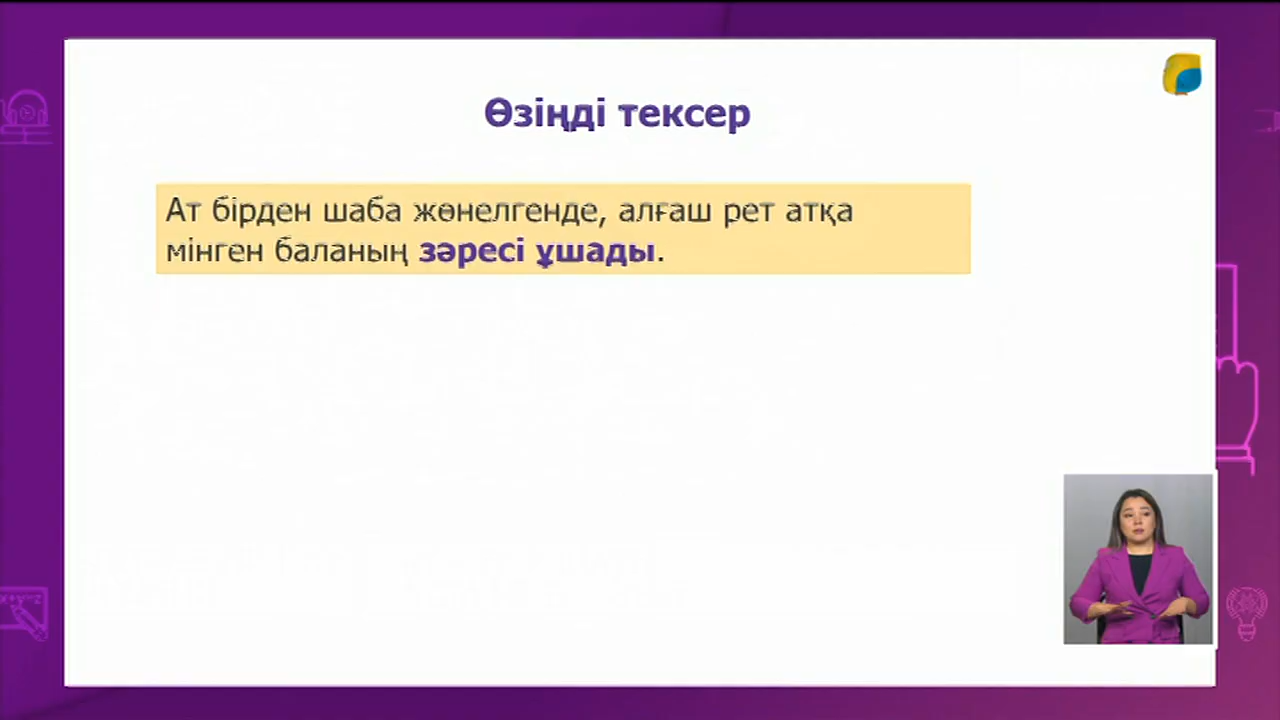 Өзіңді тексер
Ат бірден шаба жөнелгенде, алғаш рет атқа
мінген баланың зәресі ұшады.